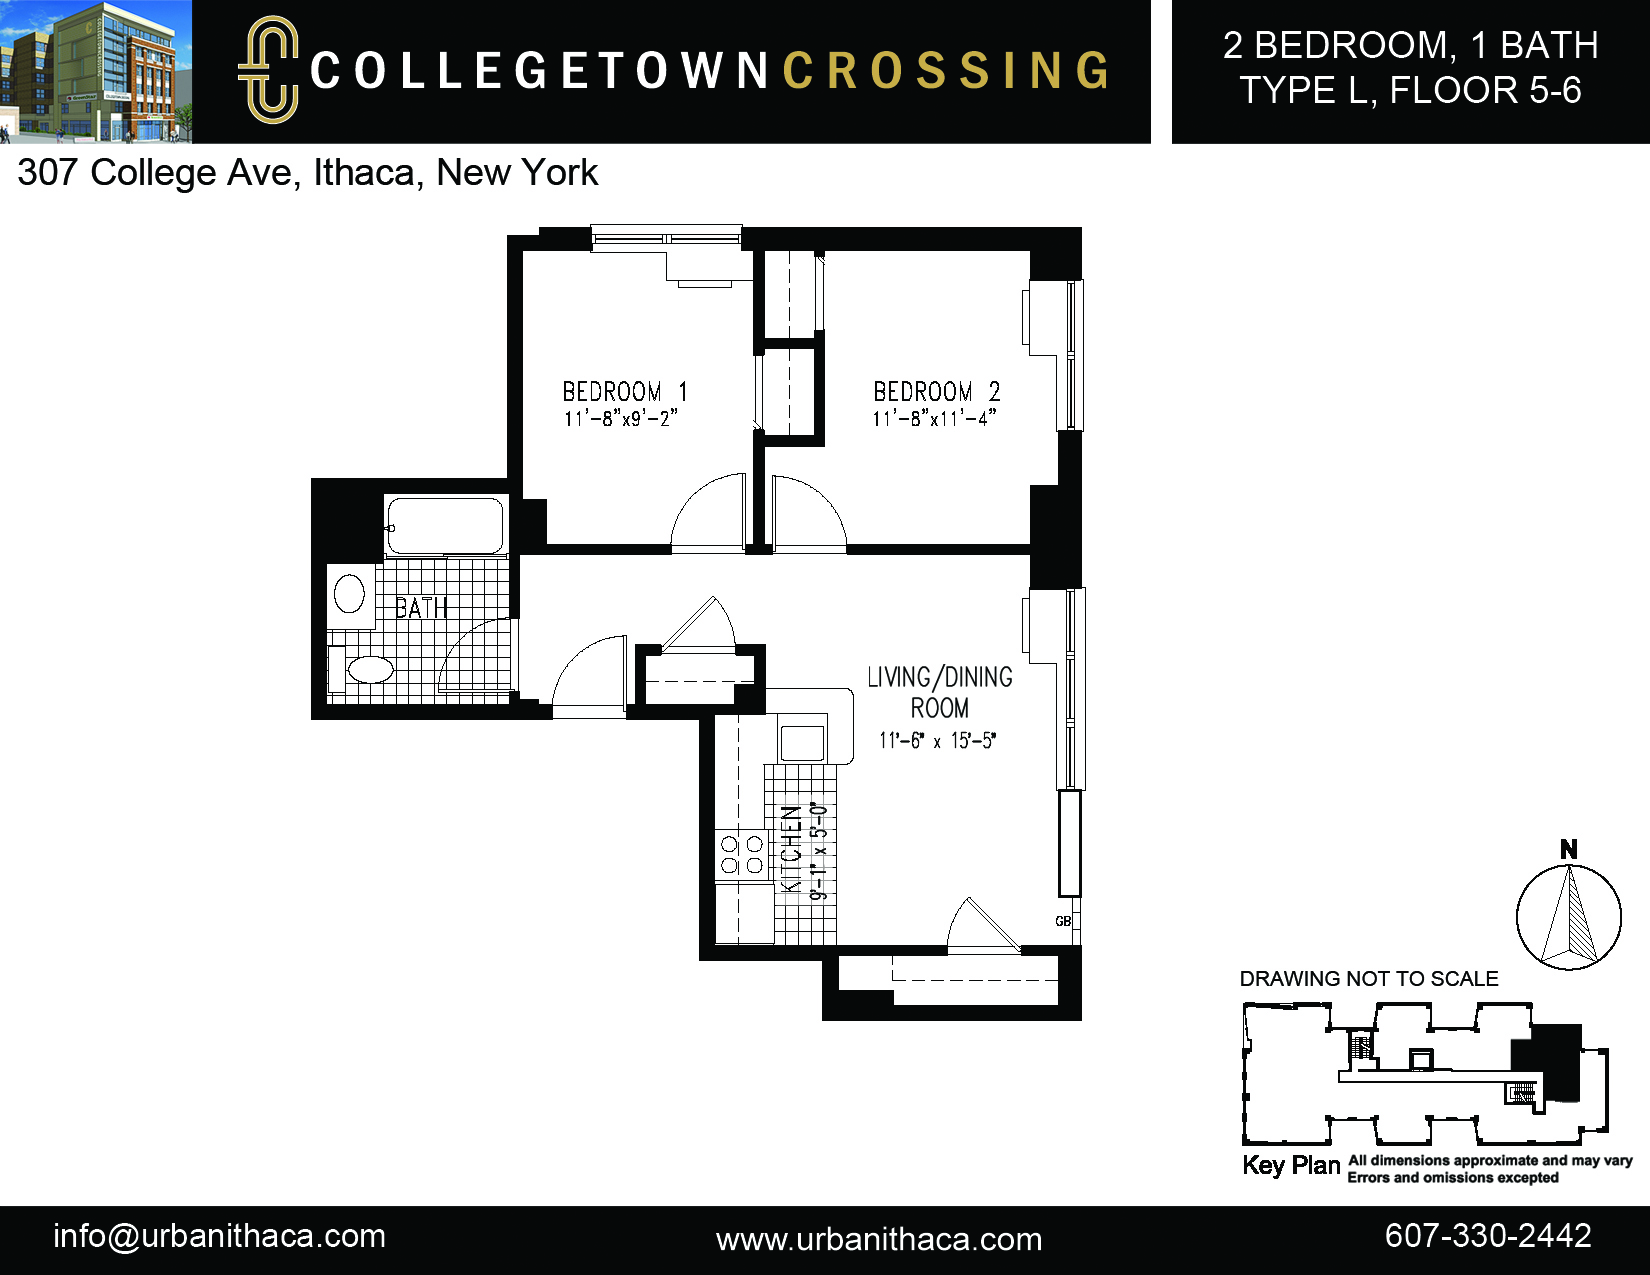 COLLEGETOWNCROSSING
2 BEDROOM, 1 BATH
TYPE L, FLOOR 5-6
307 College Ave, Ithaca, New York
BEDROOM 1
11'-8"x9'-2"
BEDROOM 2
11'-8"x11'-4"
BATH
LIVING/DINING
ROOM
11'-6" x 15'-5"
KITCHEN
9'-1" x 5'-0"
GB
N
DRAWING NOT TO SCALE
Key Plan
All dimensions approximate and may vary
Errors and omissions excepted
info@urbanithaca.com
www.urbanithaca.com
607-330-2442